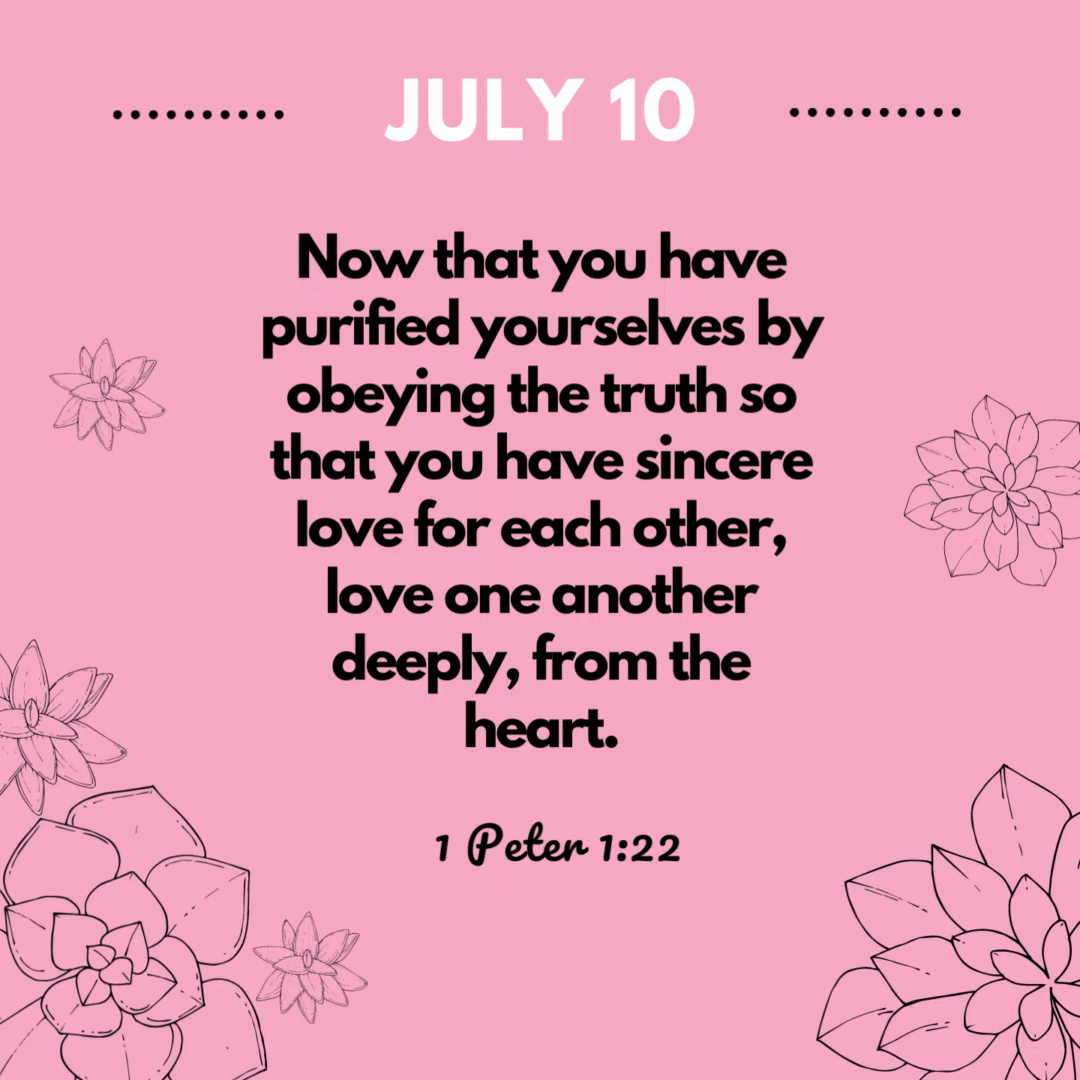 JULY 10
Now that you have
purified yourselves by
obeying the truth so
that you have sincere
love for each other,
love one another
deeply, from the
heart.
1 Peter 1:22